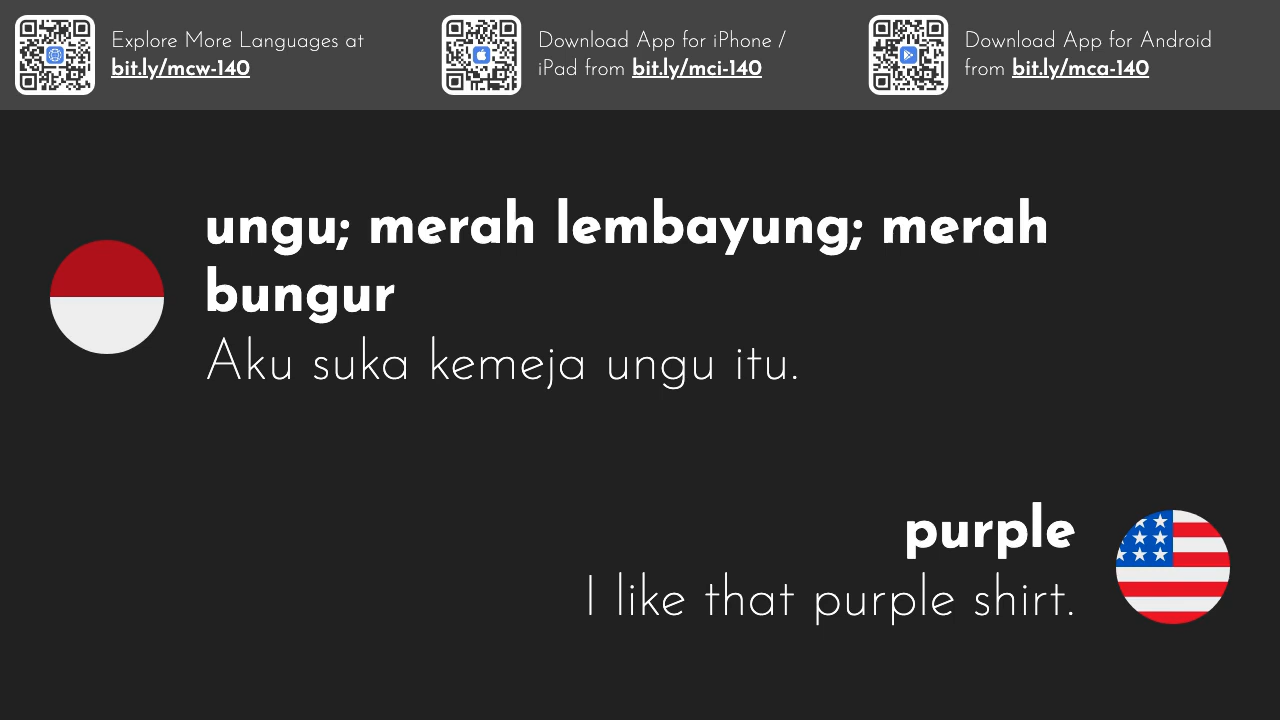 Explore More Languages at
bit.ly/mcw-140
Download App for iPhone /
iPad from bit.ly/mci-140
Download App for Android
from bit.ly/mca-140
ungu; merah lembayung; merah
bungur
Aku suka kemeja ungu itu.
purple
I like that purple shirt.